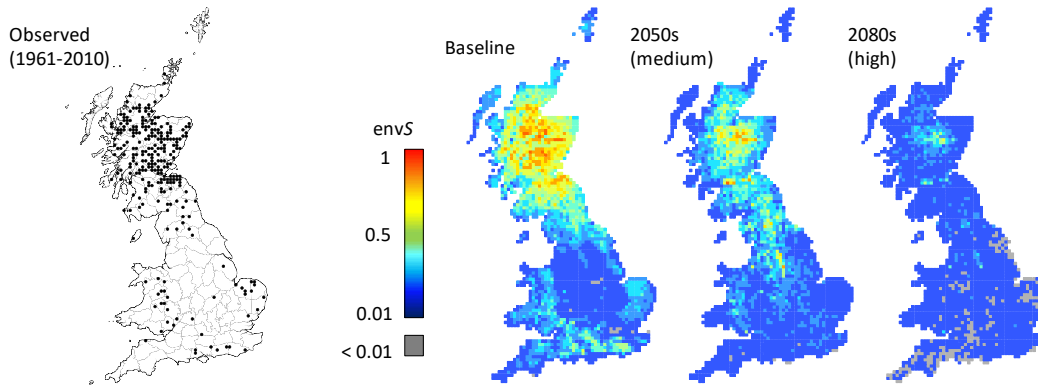 Observed
(1961-2010)
envS
1
0.5
0.01
< 0.01
Baseline
2050s
(medium)
2080s
(high)